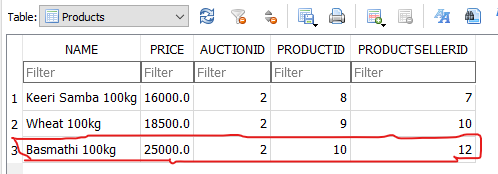 Table: Products
NAME PRICE AUCTIONID PRODUCTID PRODUCTSELLERID
Filter Filter Filter Filter Filter
1 Keeri Samba 100kg 16000.0 2 8 7
2 Wheat 100kg 18500.0 2 9 10
3 Basmathi 100kg 25000.0 2 10 12